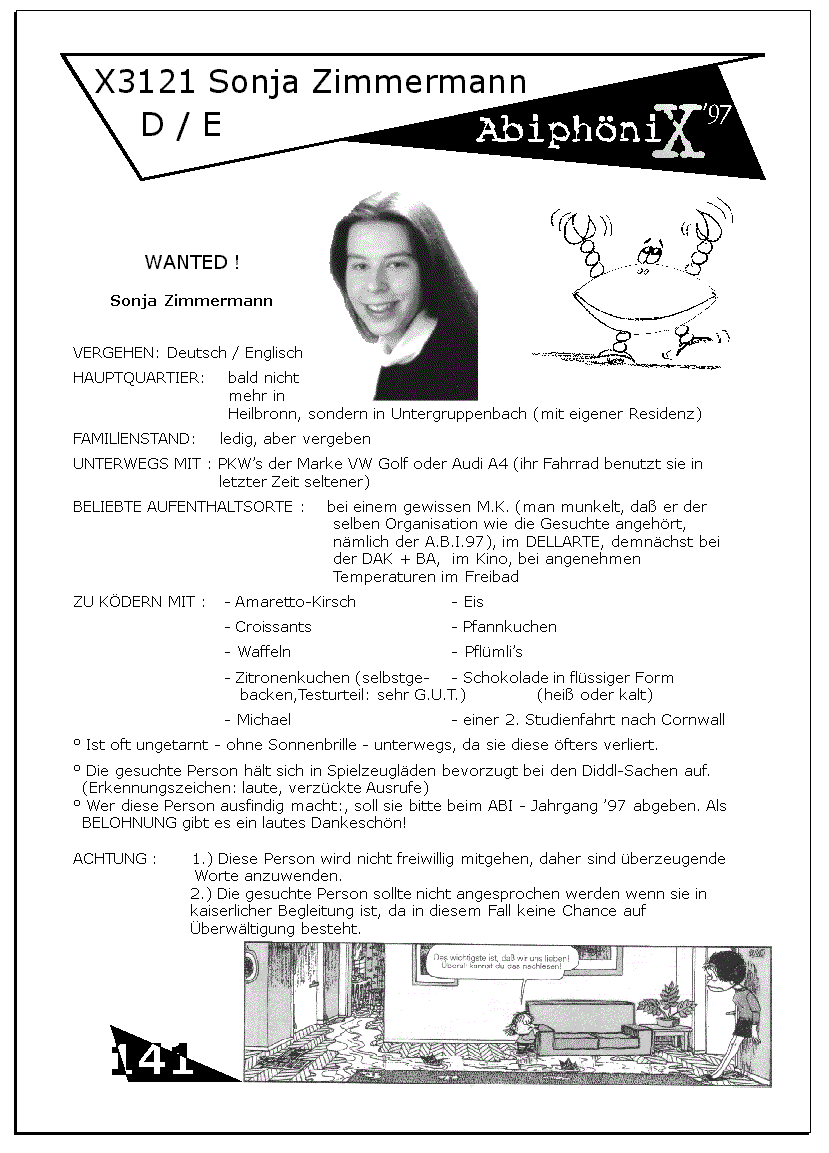 X3121 Sonja Zimmermann
D / E
AbiphöniX '97
WANTED !
Sonja Zimmermann
VERGEHEN: Deutsch / Englisch
HAUPTQUARTIER: bald nicht
mehr in
Heilbronn, sondern in Untergruppenbach (mit eigener Residenz)
FAMILIENSTAND: ledig, aber vergeben
UNTERWEGS MIT : PKW's der Marke VW Golf oder Audi A4 (ihr Fahrrad benutzt sie in
letzter Zeit seltener)
BELIEBTE AUFENTHALTSORTE : bei einem gewissen M.K. (man munkelt, daß er der
selben Organisation wie die Gesuchte angehört,
nämlich der A.B.I.97), im DELLARTE, demnächst bei
der DAK + BA, im Kino, bei angenehmen
Temperaturen im Freibad
ZU KÖDERN MIT : - Amaretto-Kirsch - Eis
- Croissants - Pfannkuchen
- Waffeln - Pflümli's
- Zitronenkuchen (selbstge- - Schokolade in flüssiger Form
backen,Testurteil: sehr G.U.T.) (heiß oder kalt)
- Michael - einer 2. Studienfahrt nach Cornwall
º Ist oft ungetarnt - ohne Sonnenbrille - unterwegs, da sie diese öfters verliert.
º Die gesuchte Person hält sich in Spielzeugläden bevorzugt bei den Diddl-Sachen auf.
(Erkennungszeichen: laute, verzückte Ausrufe)
º Wer diese Person ausfindig macht:, soll sie bitte beim ABI - Jahrgang '97 abgeben. Als
BELOHNUNG gibt es ein lautes Dankeschön!
ACHTUNG : 1.) Diese Person wird nicht freiwillig mitgehen, daher sind überzeugende
Worte anzuwenden.
2.) Die gesuchte Person sollte nicht angesprochen werden wenn sie in
kaiserlicher Begleitung ist, da in diesem Fall keine Chance auf
Überwältigung besteht.
Das wichtigste ist, daß wir uns lieben!
Überall kannst du das nachlesen!
141